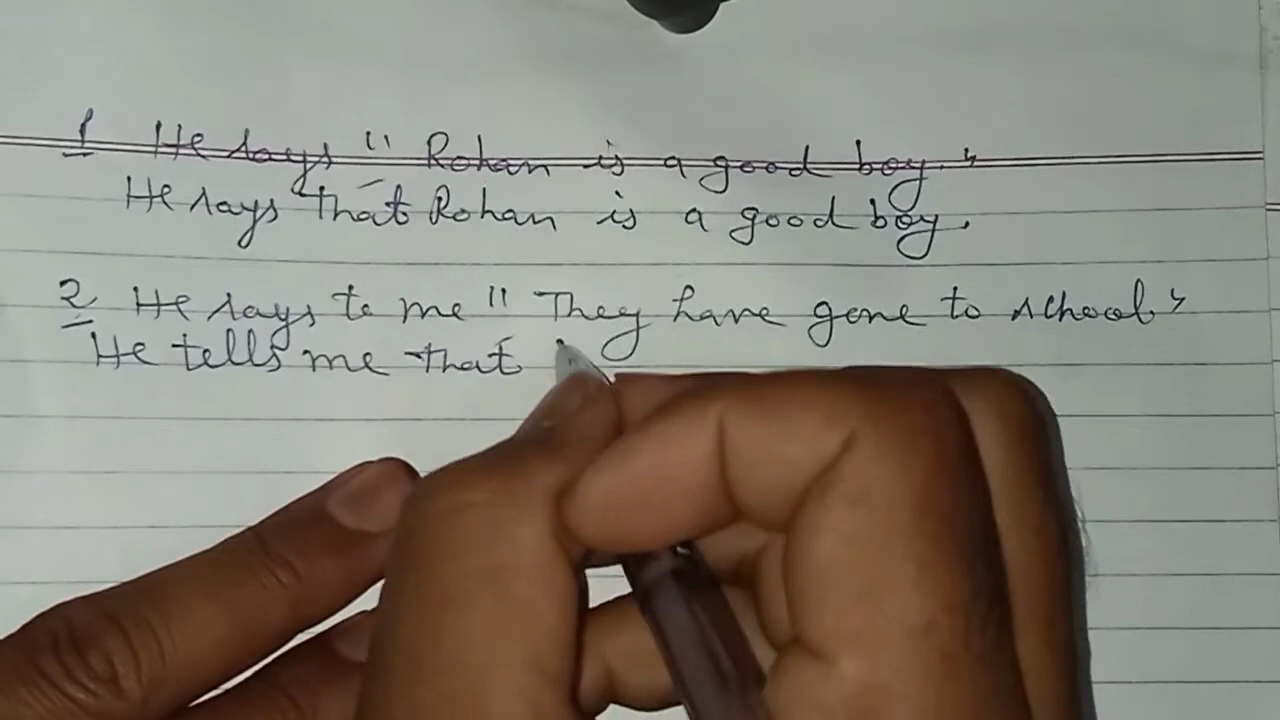 1 He says " Rohan is a good boy."
He says that Rohan is a good boy.
2 He says to me " They have gone to school"
He tells me that